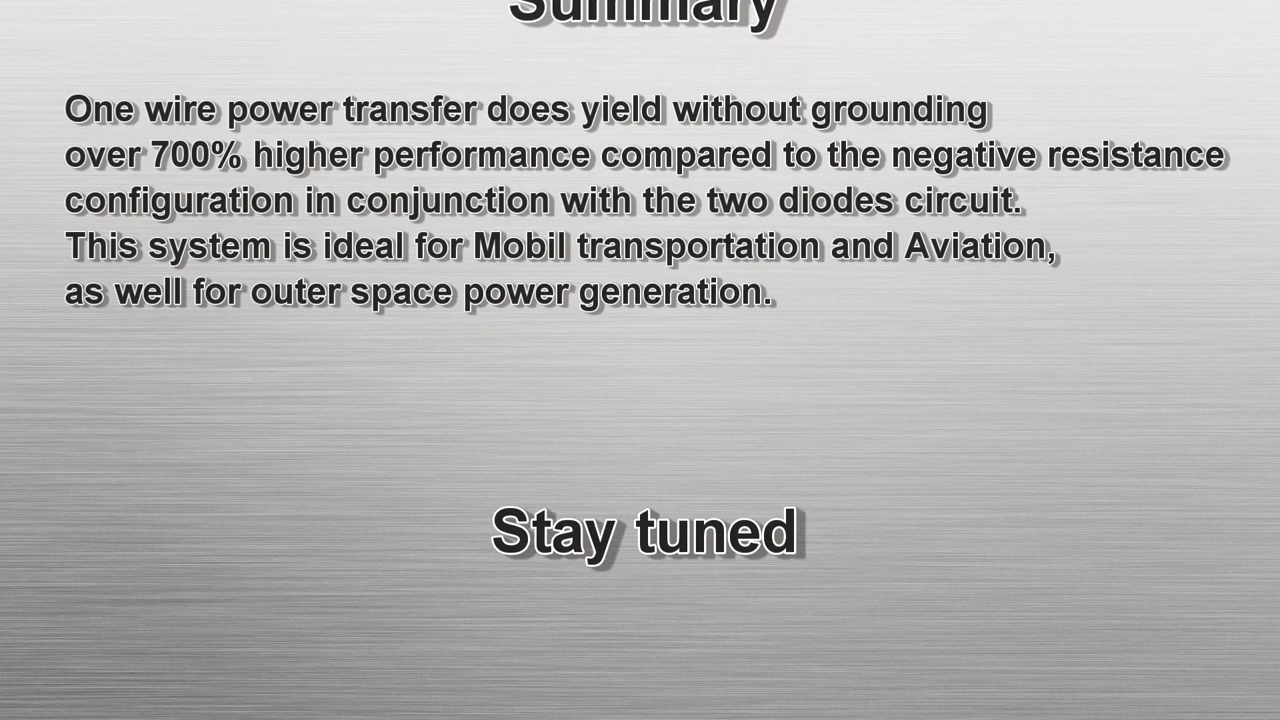 Summary
One wire power transfer does yield without grounding
over 700% higher performance compared to the negative resistance
configuration in conjunction with the two diodes circuit.
This system is ideal for Mobil transportation and Aviation,
as well for outer space power generation.
Stay tuned